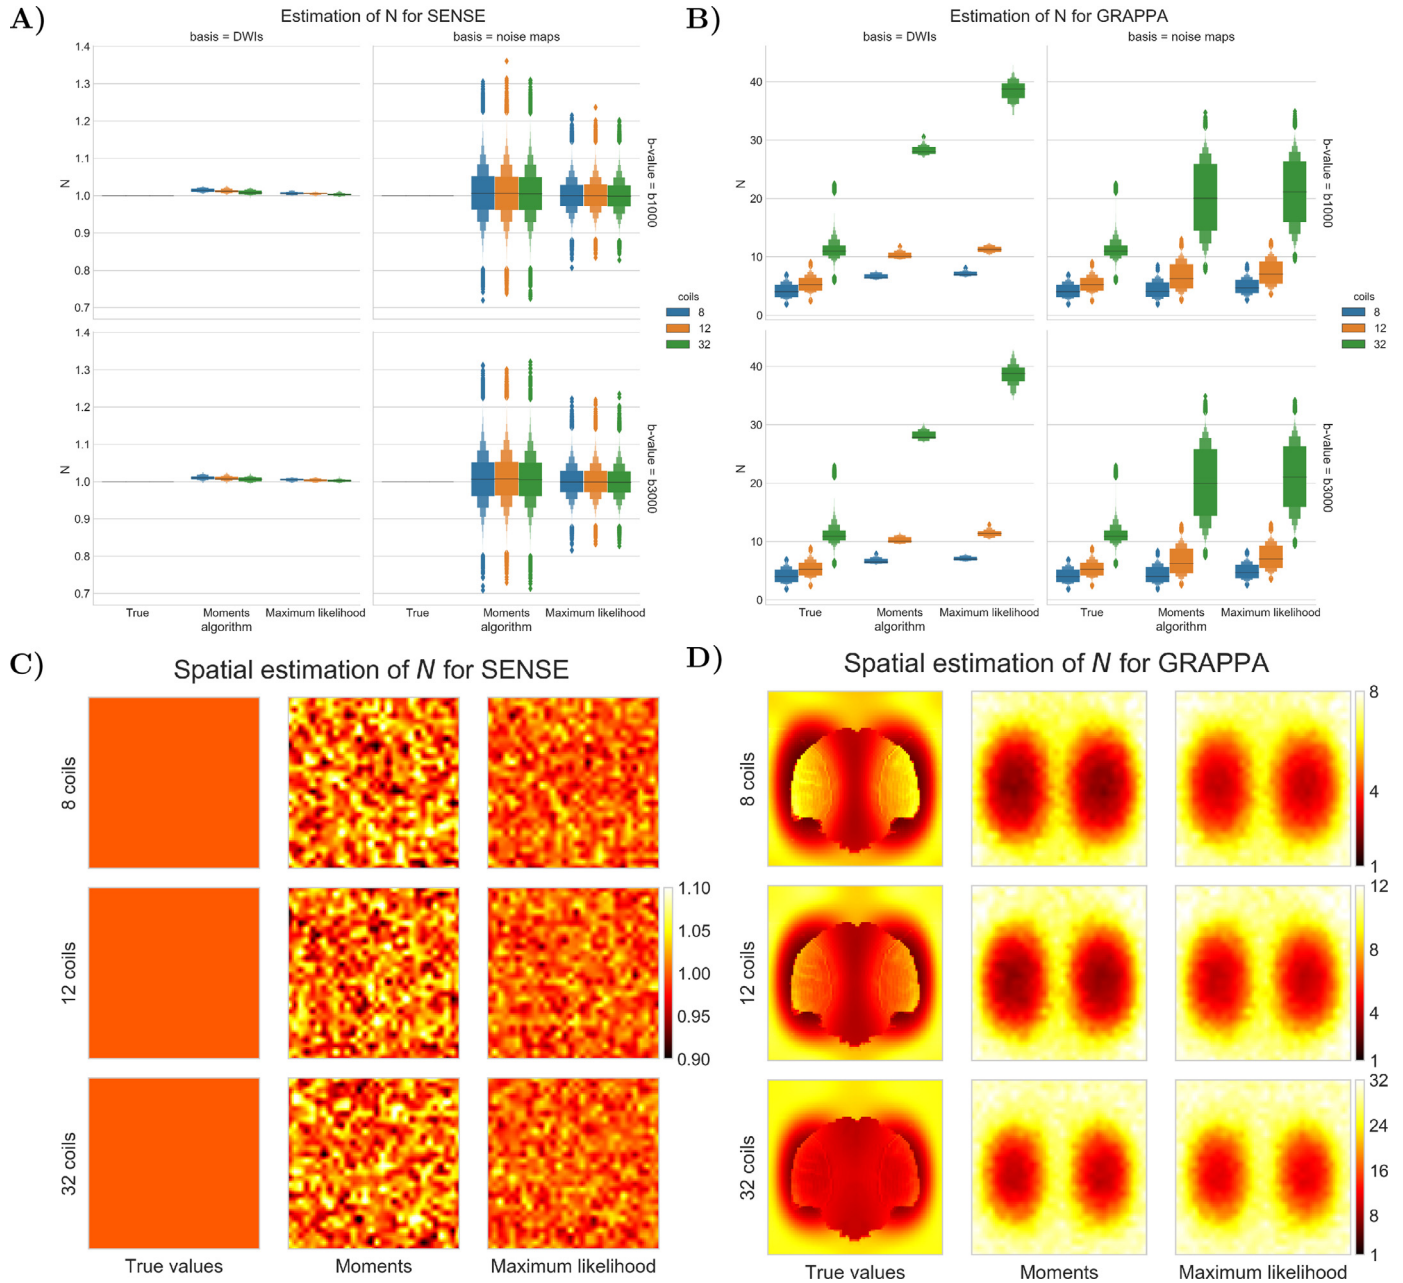 A)
Estimation of N for SENSE
basis = DWIs
basis = noise maps
1.4
1.3
1.2
1.1
1.0
0.9
0.8
0.7
N
b-value = b1000
1.4
1.3
1.2
1.1
1.0
0.9
0.8
0.7
N
b-value = b3000
True
Moments
Maximum likelihood
algorithm
True
Moments
Maximum likelihood
algorithm
coils
8
12
32
B)
Estimation of N for GRAPPA
basis = DWIs
basis = noise maps
40
30
20
10
0
N
b-value = b1000
40
30
20
10
0
N
b-value = b3000
True
Moments
Maximum likelihood
algorithm
True
Moments
Maximum likelihood
algorithm
coils
8
12
32
C)
Spatial estimation of N for SENSE
8 coils
12 coils
32 coils
1.10
1.05
1.00
0.95
0.90
True values
Moments
Maximum likelihood
D)
Spatial estimation of N for GRAPPA
8 coils
8
4
1
12 coils
12
8
4
1
32 coils
32
24
16
8
1
True values
Moments
Maximum likelihood